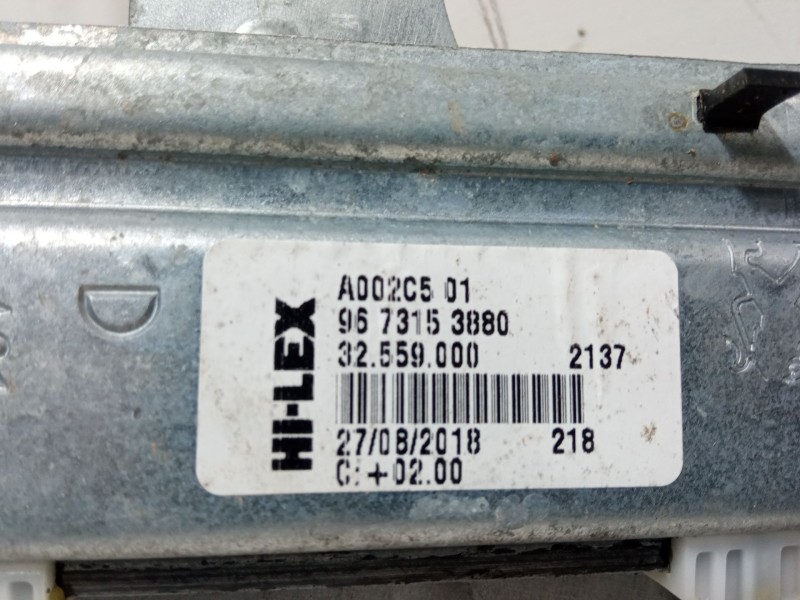 HI-LEX
A002C5 01
96 7315 3880
32.559.000 2137
27/08/2018 218
C: +02.00
D